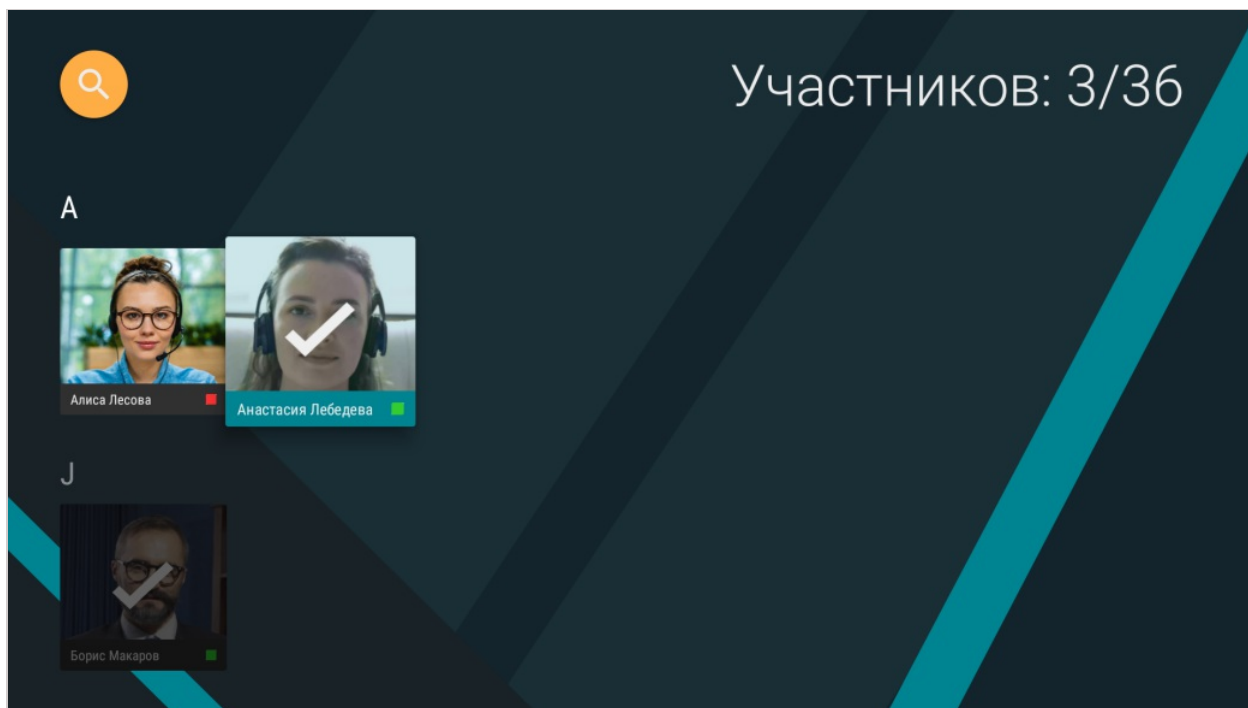 Участников: 3/36
А
Алиса Лесова
Анастасия Лебедева
J
Борис Макаров